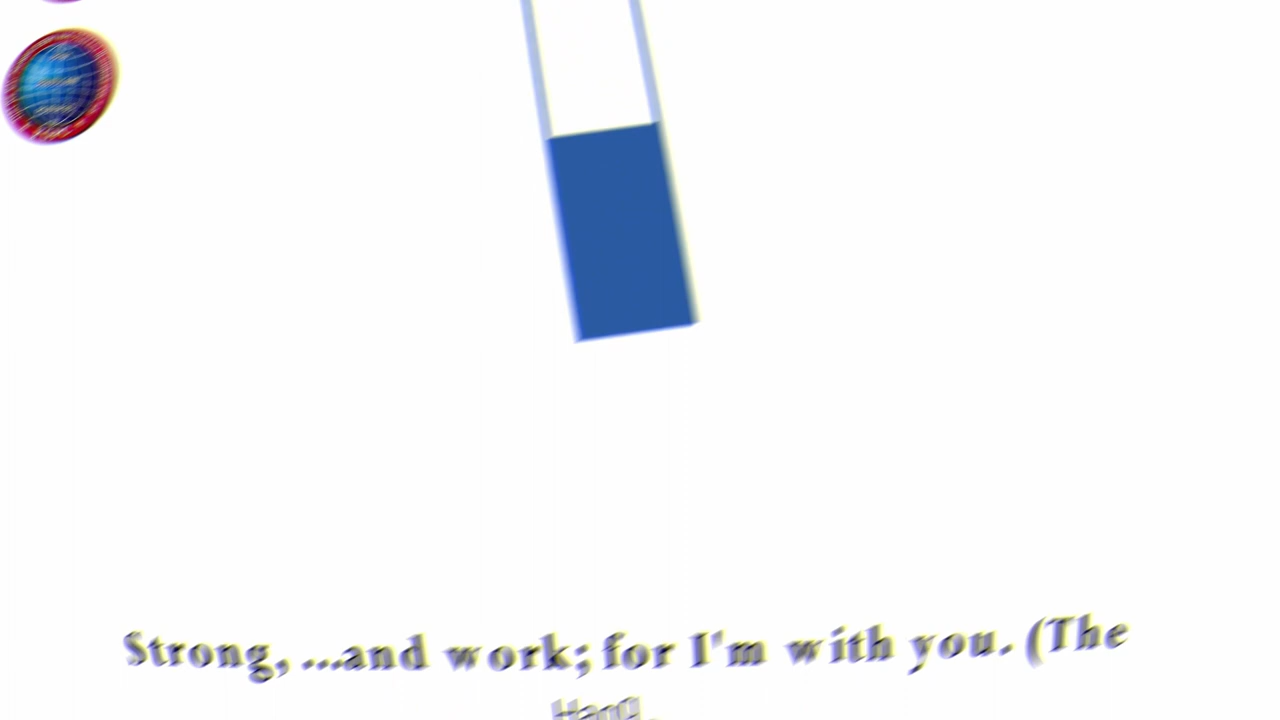 Strong, ...and work; for I'm with you. (The